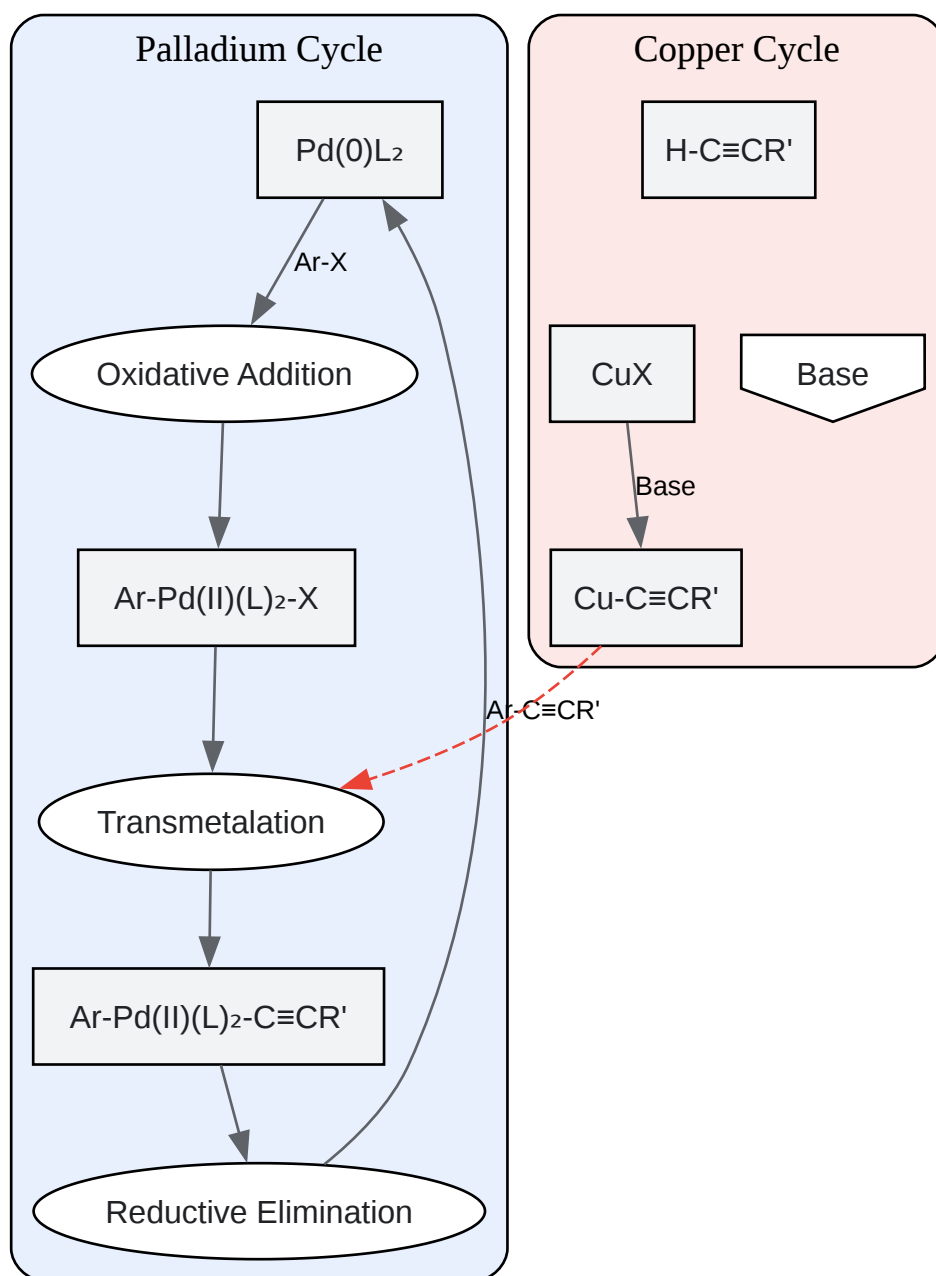 Palladium Cycle
Pd(0)L₂
Ar-X
Oxidative Addition
Ar-Pd(II)(L)₂-X
Transmetalation
Ar-Pd(II)(L)₂-C≡CR'
Reductive Elimination
Ar-C≡CR'
Copper Cycle
H-C≡CR'
CuX
Base
Base
Cu-C≡CR'